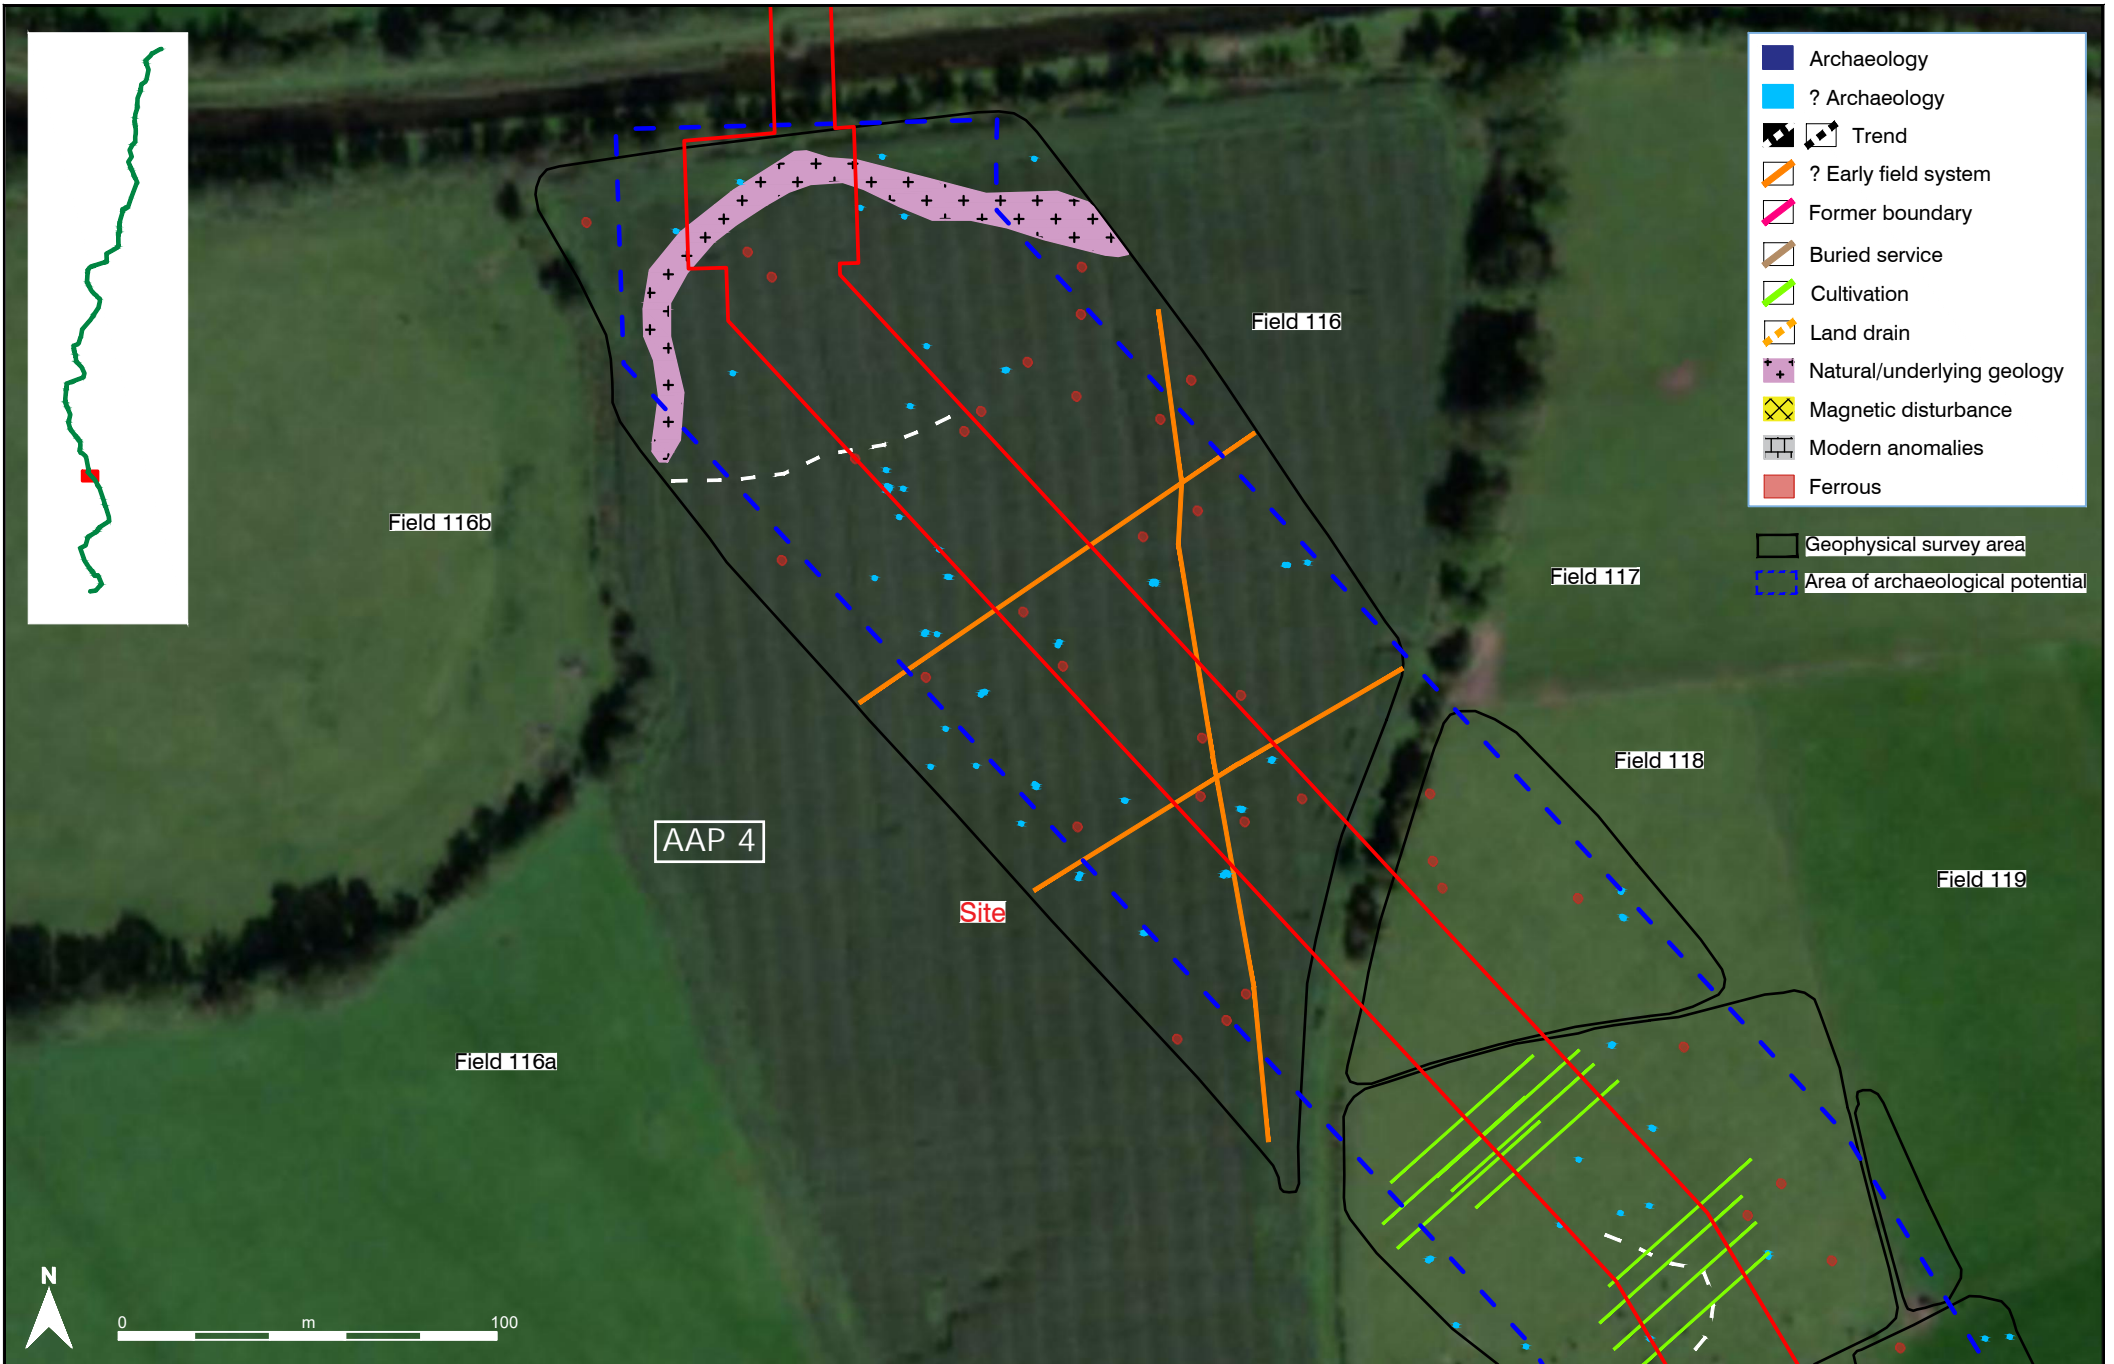 Archaeology
? Archaeology
Trend
? Early field system
Former boundary
Buried service
Cultivation
Land drain
Natural/underlying geology
Magnetic disturbance
Modern anomalies
Ferrous
Geophysical survey area
Area of archaeological potential
Field 116
Field 116b
Field 117
Field 118
AAP 4
Field 119
Site
Field 116a
N
0 m 100